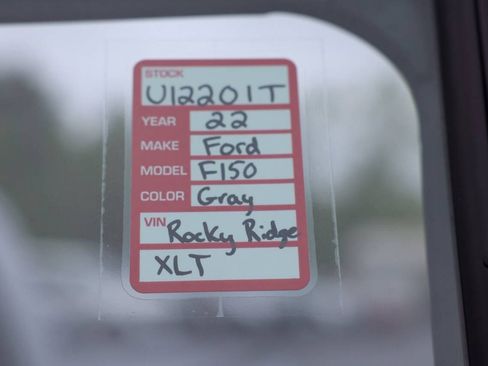 STOCK
U12201T
YEAR 22
MAKE Ford
MODEL F150
COLOR Gray
VIN Rocky Ridge
XLT